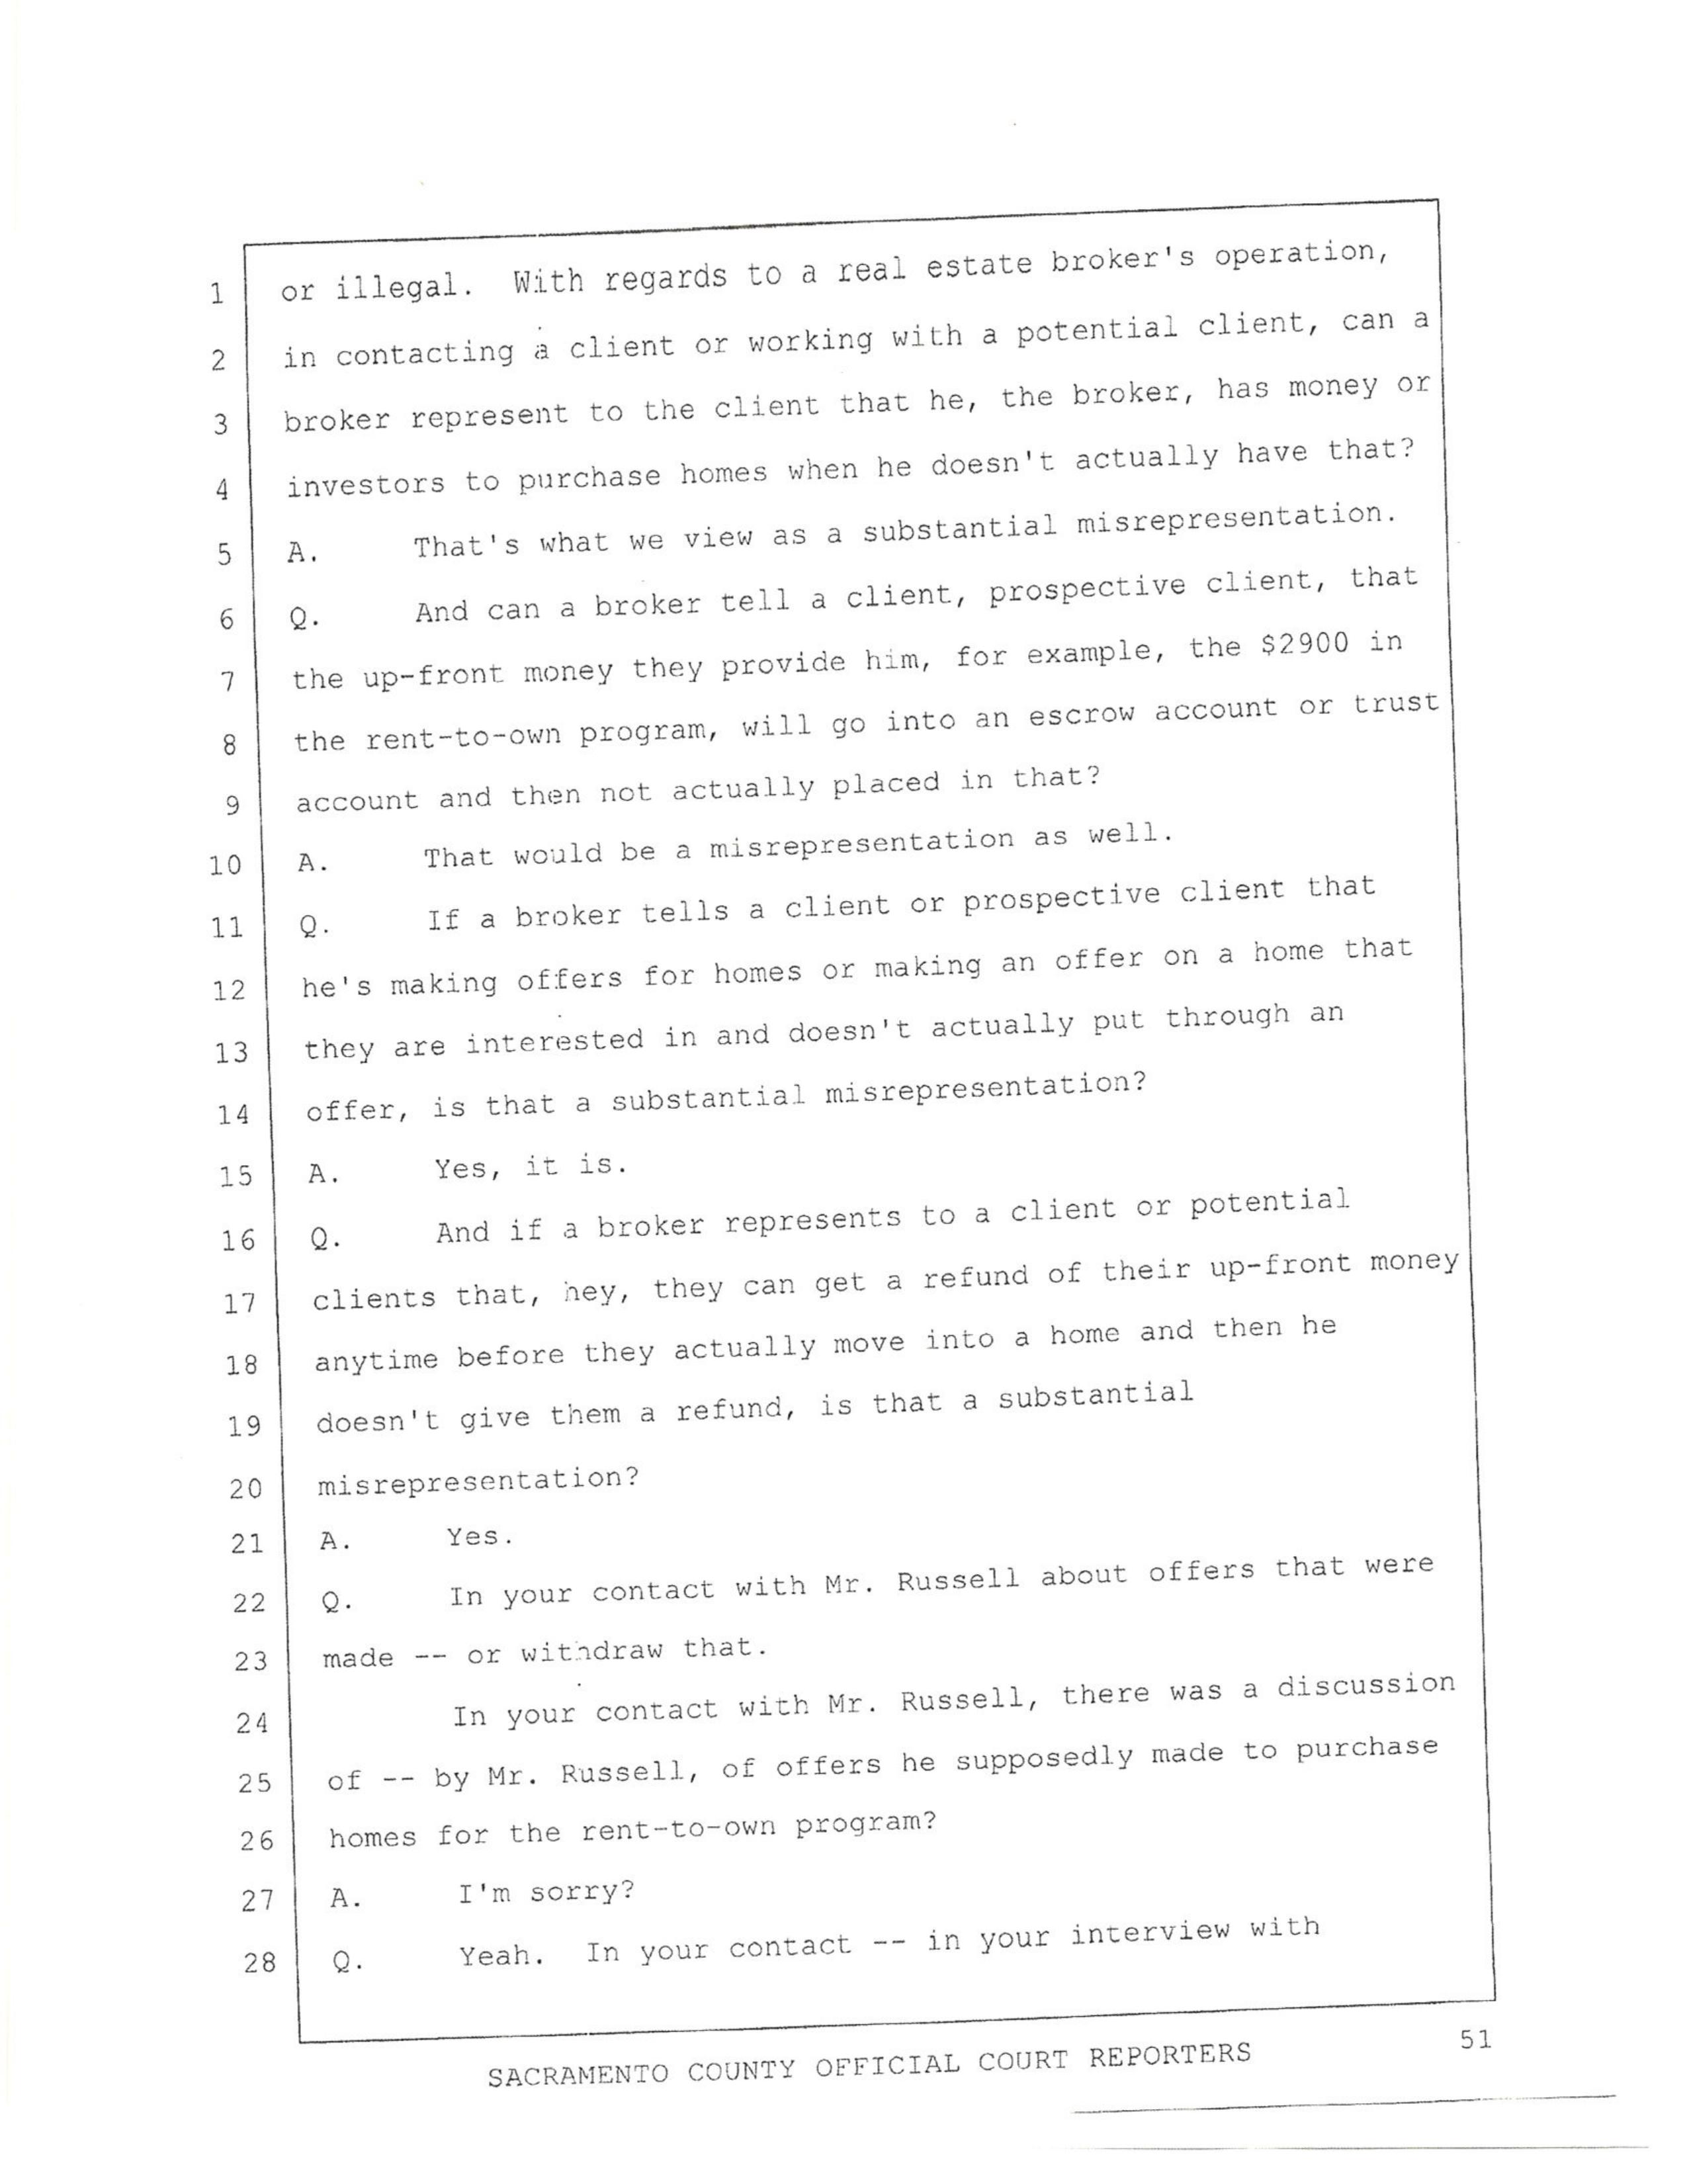 1 or illegal. With regards to a real estate broker's operation,
2 in contacting a client or working with a potential client, can a
3 broker represent to the client that he, the broker, has money or
4 investors to purchase homes when he doesn't actually have that?
5 A. That's what we view as a substantial misrepresentation.
6 Q. And can a broker tell a client, prospective client, that
7 the up-front money they provide him, for example, the $2900 in
8 the rent-to-own program, will go into an escrow account or trust
9 account and then not actually placed in that?
10 A. That would be a misrepresentation as well.
11 Q. If a broker tells a client or prospective client that
12 he's making offers for homes or making an offer on a home that
13 they are interested in and doesn't actually put through an
14 offer, is that a substantial misrepresentation?
15 A. Yes, it is.
16 Q. And if a broker represents to a client or potential
17 clients that, hey, they can get a refund of their up-front money
18 anytime before they actually move into a home and then he
19 doesn't give them a refund, is that a substantial
20 misrepresentation?
21 A. Yes.
22 Q. In your contact with Mr. Russell about offers that were
23 made -- or withdraw that.
24 In your contact with Mr. Russell, there was a discussion
25 of -- by Mr. Russell, of offers he supposedly made to purchase
26 homes for the rent-to-own program?
27 A. I'm sorry?
28 Q. Yeah. In your contact -- in your interview with
SACRAMENTO COUNTY OFFICIAL COURT REPORTERS 51